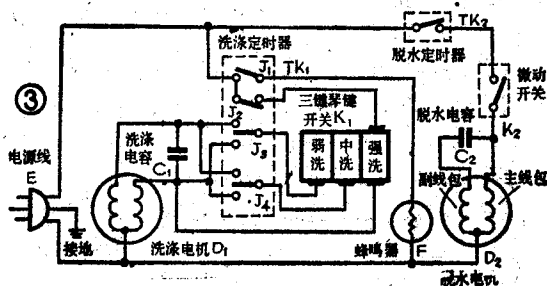 TK₂
洗涤定时器
脱水定时器
J₁
TK₁
微动
开关
③
三键琴键
开关K₁
脱水电容
J₂
K₂
洗涤
电容
弱洗
中洗
强洗
电源线
E
J₃
C₁
C₂
副线包
主线包
J₄
接地
洗涤电机D₁
蜂鸣器
F
D₂
脱水电机